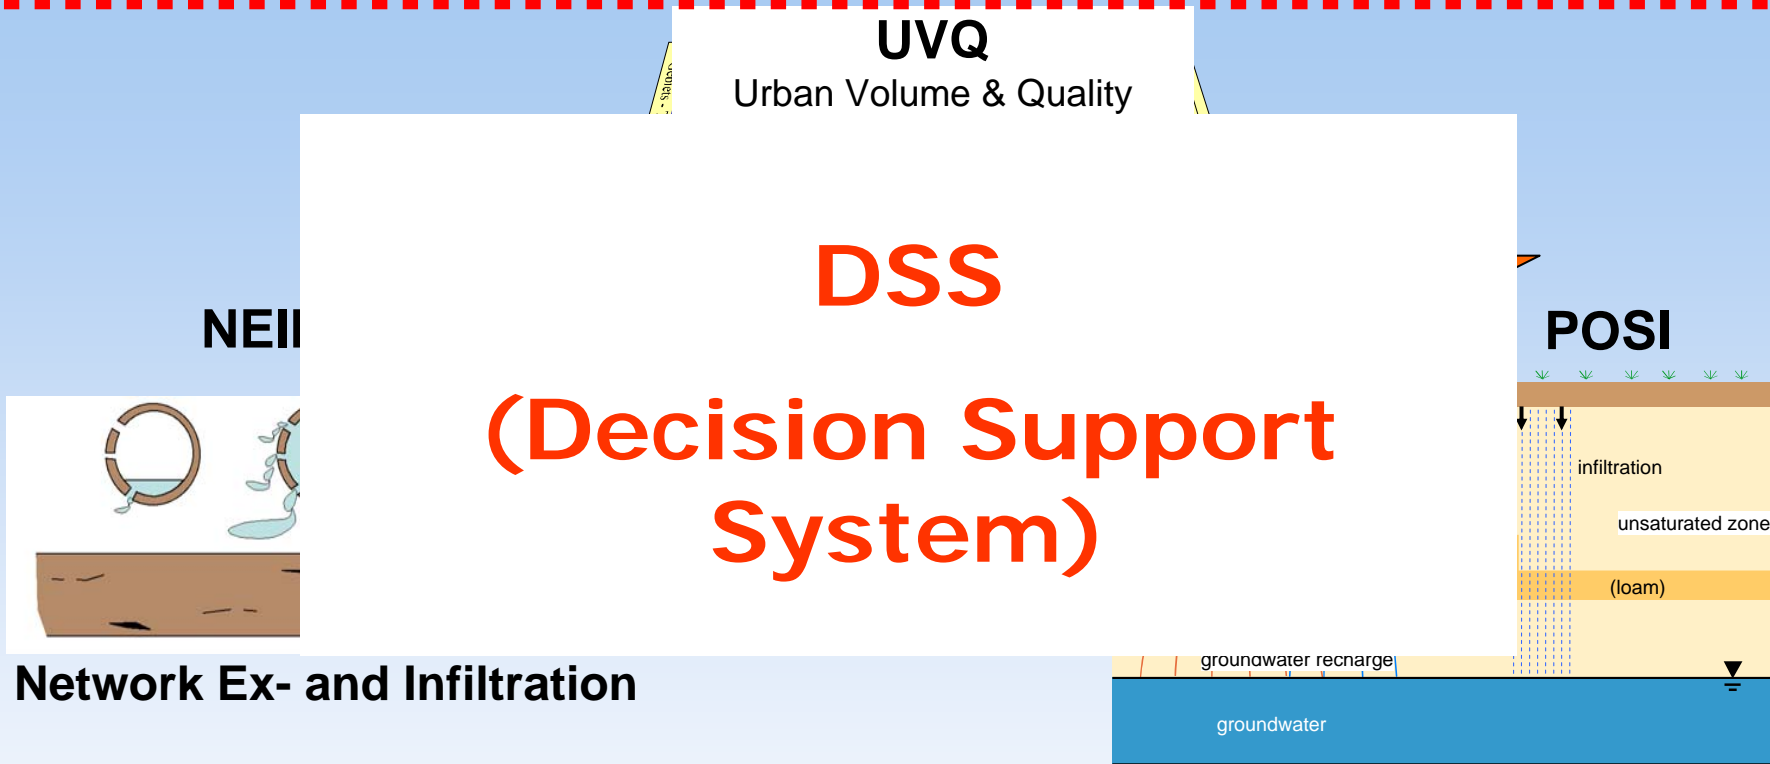 UVQ
Urban Volume & Quality
DSS
(Decision Support
System)
POSI
infiltration
unsaturated zone
(loam)
groundwater recharge
Network Ex- and Infiltration
groundwater